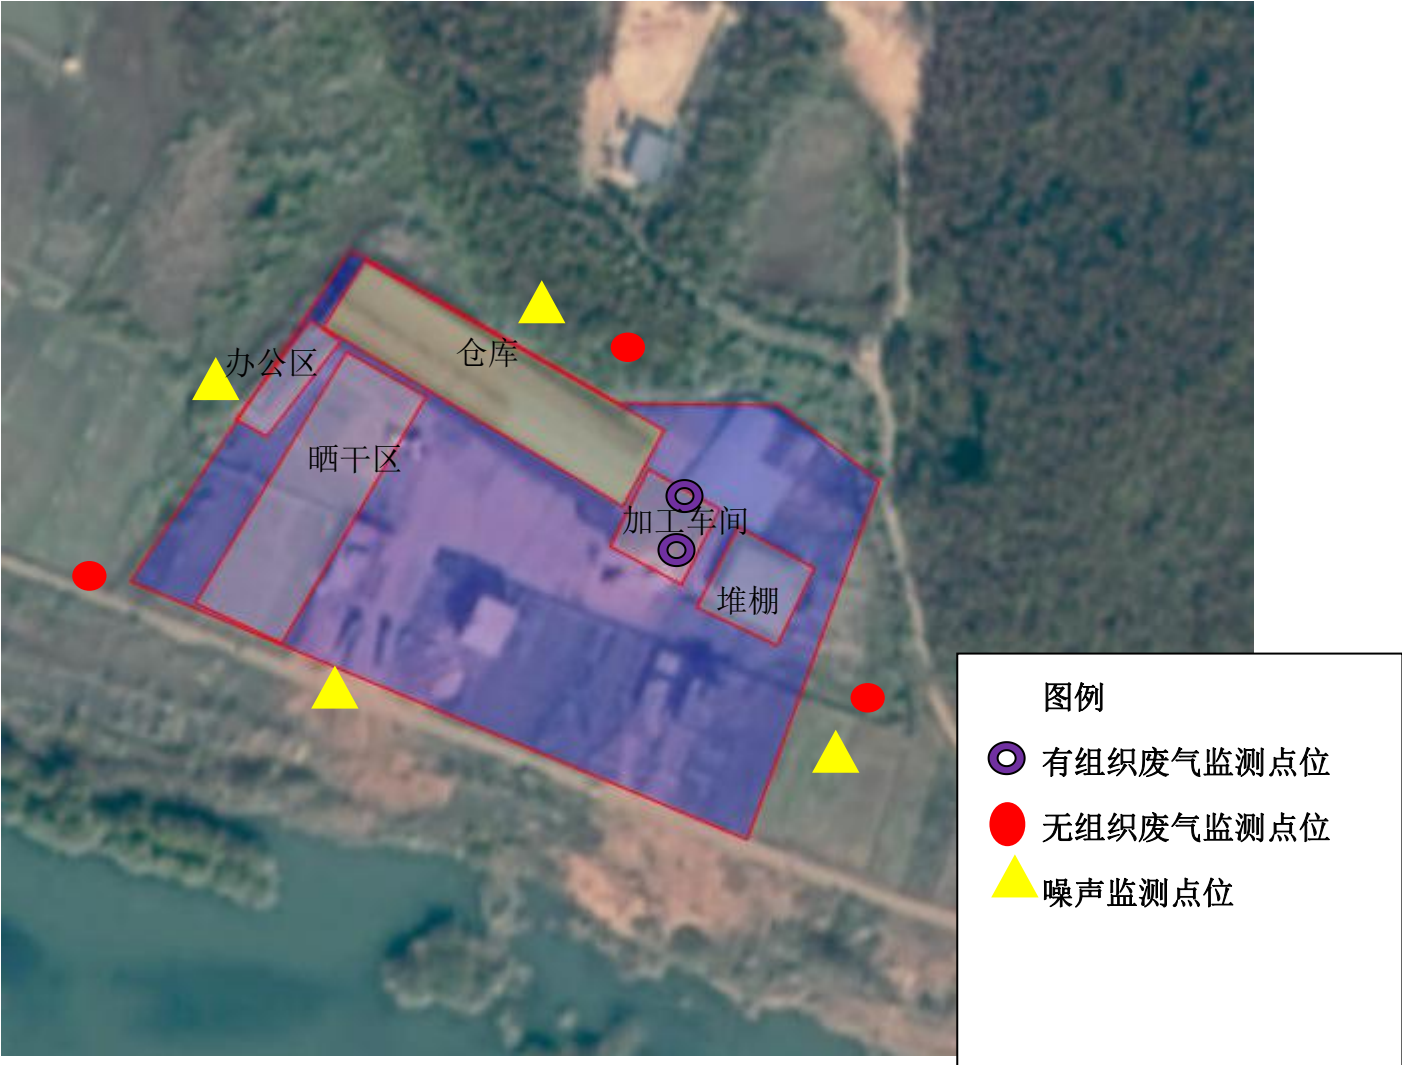 仓库
办公区
晒干区
加工车间
堆棚
图例
有组织废气监测点位
无组织废气监测点位
噪声监测点位